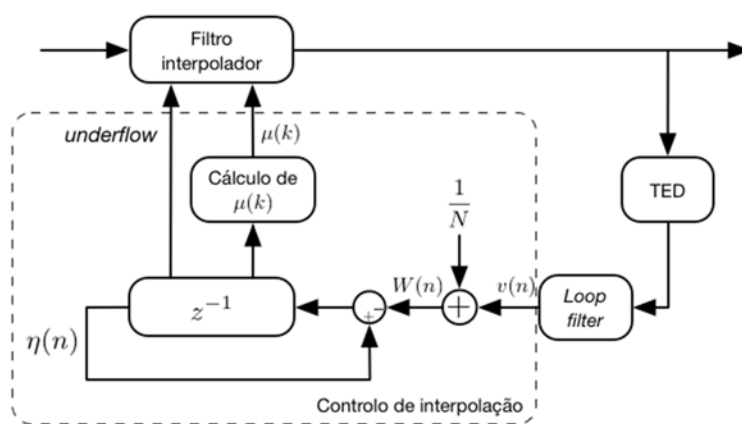 Filtro
interpolador
underflow
μ(k)
Cálculo de
μ(k)
1
N
TED
z⁻¹
+
−
W(n)
+
v(n)
Loop
filter
η(n)
Controlo de interpolação